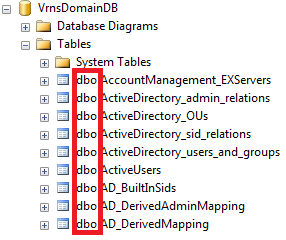 VrnsDomainDB
Database Diagrams
Tables
System Tables
dbo.AccountManagement_EXServers
dbo.ActiveDirectory_admin_relations
dbo.ActiveDirectory_OUs
dbo.ActiveDirectory_sid_relations
dbo.ActiveDirectory_users_and_groups
dbo.ActiveUsers
dbo.AD_BuiltInSids
dbo.AD_DerivedAdminMapping
dbo.AD_DerivedMapping